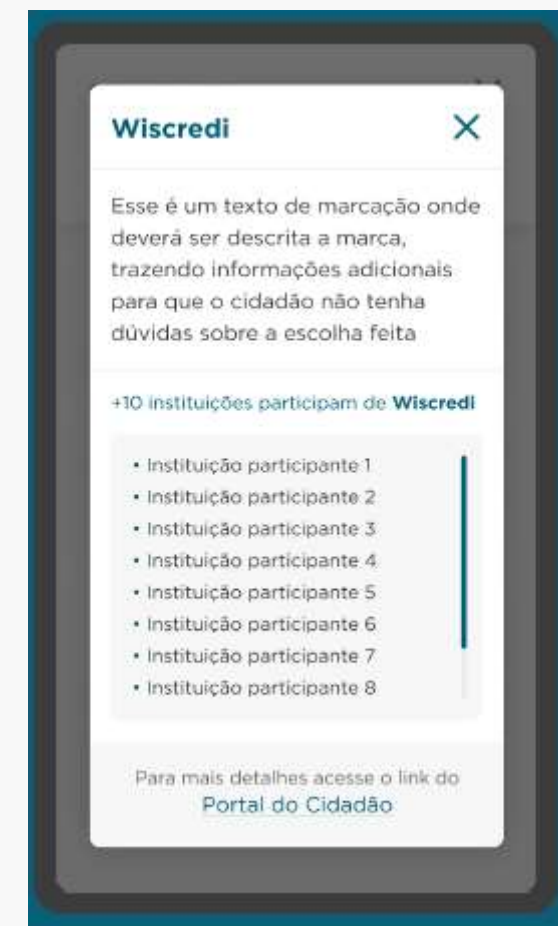 Wiscredi
Esse é um texto de marcação onde
deverá ser descrita a marca,
trazendo informações adicionais
para que o cidadão não tenha
dúvidas sobre a escolha feita
+10 instituições participam de Wiscredi
• Instituição participante 1
• Instituição participante 2
• Instituição participante 3
• Instituição participante 4
• Instituição participante 5
• Instituição participante 6
• Instituição participante 7
• Instituição participante 8
Para mais detalhes acesse o link do
Portal do Cidadão